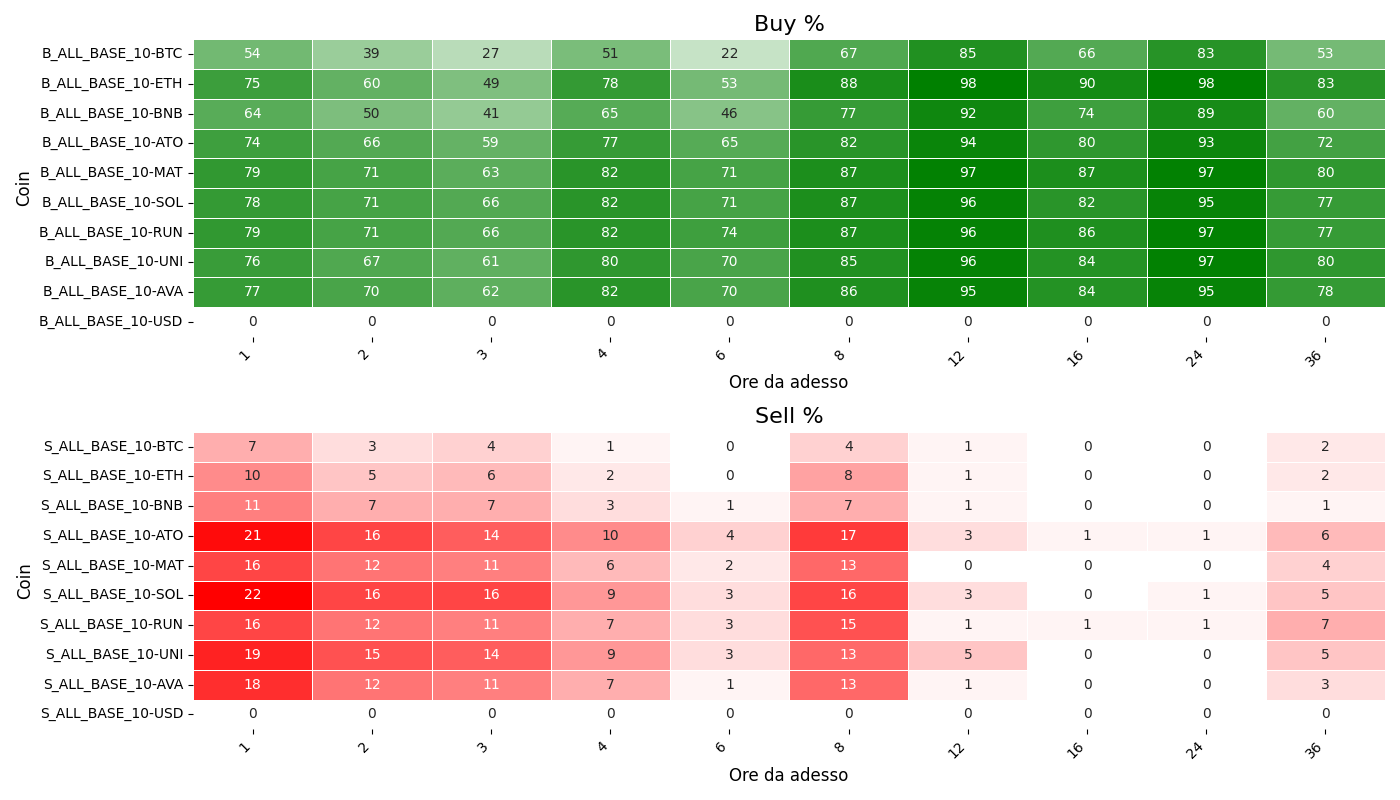 Buy %
Coin
B_ALL_BASE_10-BTC 54 39 27 51 22 67 85 66 83 53
B_ALL_BASE_10-ETH 75 60 49 78 53 88 98 90 98 83
B_ALL_BASE_10-BNB 64 50 41 65 46 77 92 74 89 60
B_ALL_BASE_10-ATO 74 66 59 77 65 82 94 80 93 72
B_ALL_BASE_10-MAT 79 71 63 82 71 87 97 87 97 80
B_ALL_BASE_10-SOL 78 71 66 82 71 87 96 82 95 77
B_ALL_BASE_10-RUN 79 71 66 82 74 87 96 86 97 77
B_ALL_BASE_10-UNI 76 67 61 80 70 85 96 84 97 80
B_ALL_BASE_10-AVA 77 70 62 82 70 86 95 84 95 78
B_ALL_BASE_10-USD 0 0 0 0 0 0 0 0 0 0
1 2 3 4 6 8 12 16 24 36
Ore da adesso
Sell %
Coin
S_ALL_BASE_10-BTC 7 3 4 1 0 4 1 0 0 2
S_ALL_BASE_10-ETH 10 5 6 2 0 8 1 0 0 2
S_ALL_BASE_10-BNB 11 7 7 3 1 7 1 0 0 1
S_ALL_BASE_10-ATO 21 16 14 10 4 17 3 1 1 6
S_ALL_BASE_10-MAT 16 12 11 6 2 13 0 0 0 4
S_ALL_BASE_10-SOL 22 16 16 9 3 16 3 0 1 5
S_ALL_BASE_10-RUN 16 12 11 7 3 15 1 1 1 7
S_ALL_BASE_10-UNI 19 15 14 9 3 13 5 0 0 5
S_ALL_BASE_10-AVA 18 12 11 7 1 13 1 0 0 3
S_ALL_BASE_10-USD 0 0 0 0 0 0 0 0 0 0
1 2 3 4 6 8 12 16 24 36
Ore da adesso